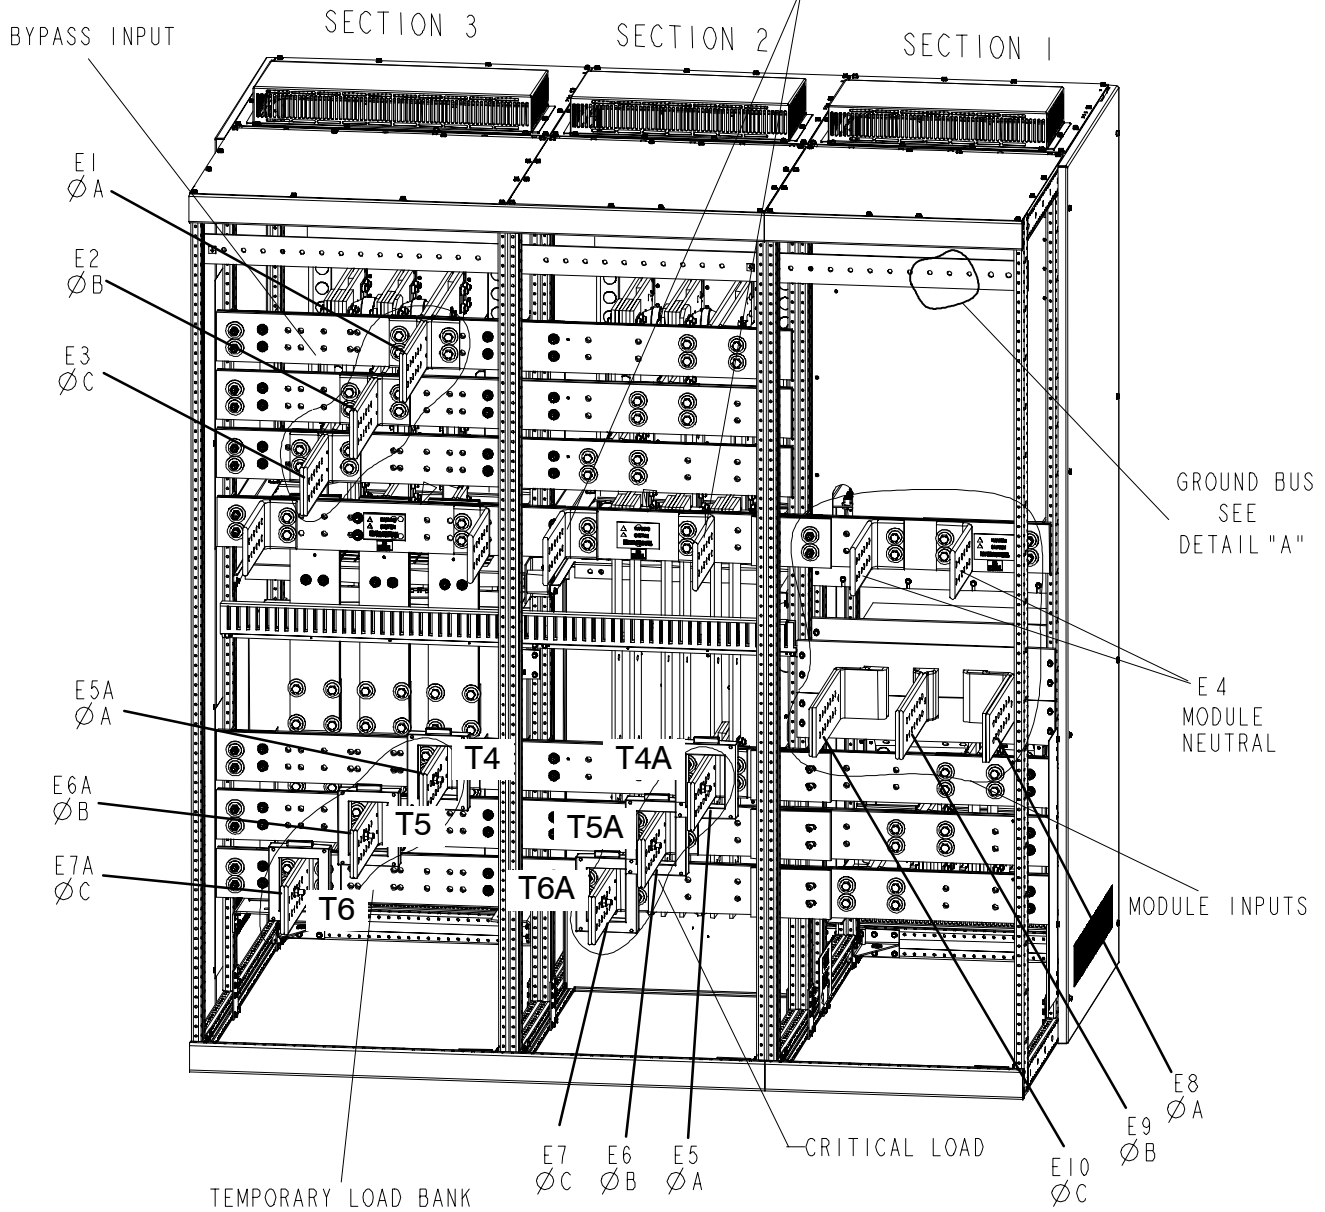 SECTION 3
SECTION 2
SECTION 1
BYPASS INPUT
E1
ØA
E2
ØB
E3
ØC
GROUND BUS
SEE
DETAIL "A"
E4
MODULE
NEUTRAL
E5A
ØA
T4
T4A
E6A
ØB
T5
T5A
E7A
ØC
T6
T6A
MODULE INPUTS
E8
ØA
E9
ØB
E10
ØC
CRITICAL LOAD
E7
ØC
E6
ØB
E5
ØA
TEMPORARY LOAD BANK